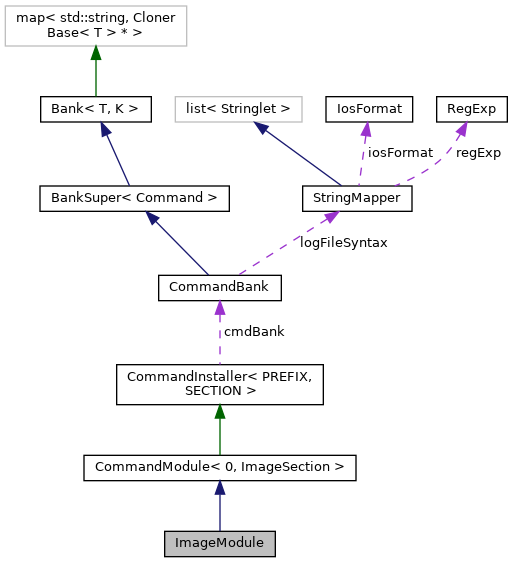 map< std::string, Cloner
Base< T > * >
Bank< T, K >
list< Stringlet >
IosFormat
RegExp
iosFormat
regExp
BankSuper< Command >
StringMapper
logFileSyntax
CommandBank
cmdBank
CommandInstaller< PREFIX,
SECTION >
CommandModule< 0, ImageSection >
ImageModule